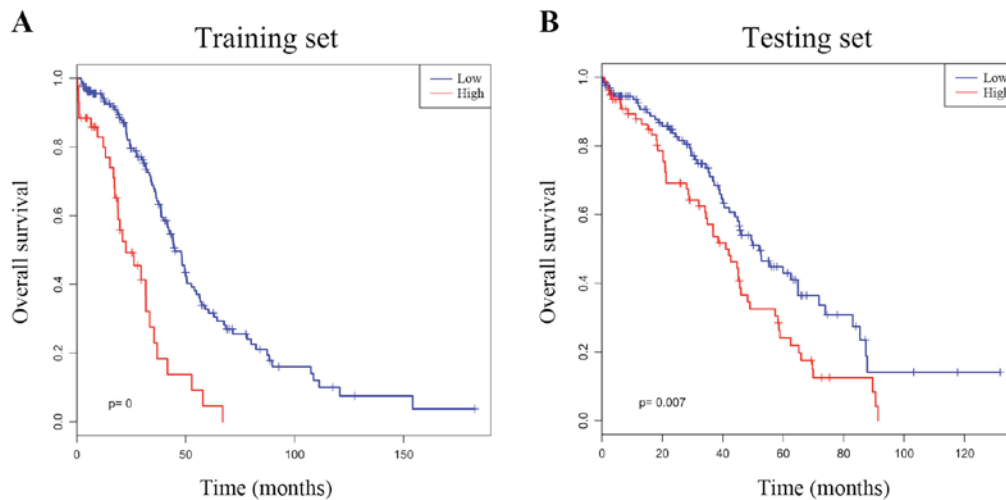 A
Training set
Low
High
Overall survival
1.0
0.8
0.6
0.4
0.2
0.0
p= 0
0 50 100 150
Time (months)
B
Testing set
Low
High
Overall survival
1.0
0.8
0.6
0.4
0.2
0.0
p= 0.007
0 20 40 60 80 100 120
Time (months)